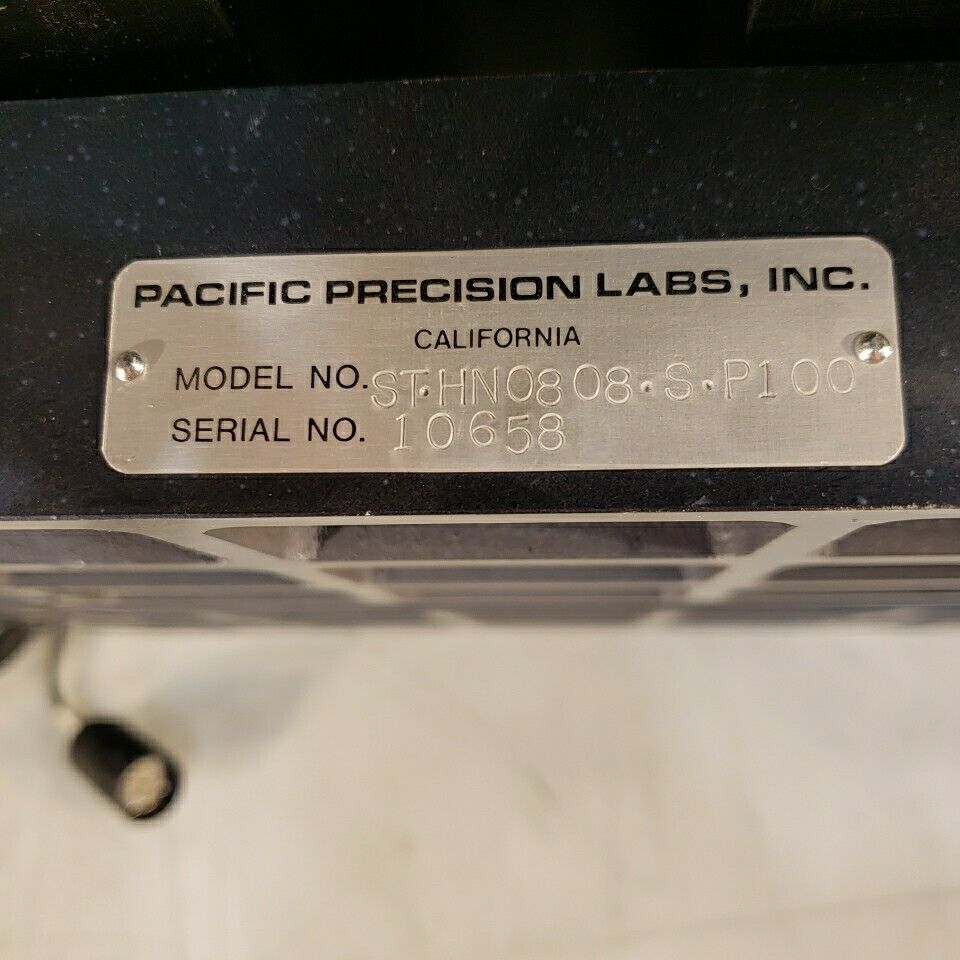 PACIFIC PRECISION LABS, INC.
CALIFORNIA
MODEL NO. ST·HN0808·S·P100
SERIAL NO. 10658